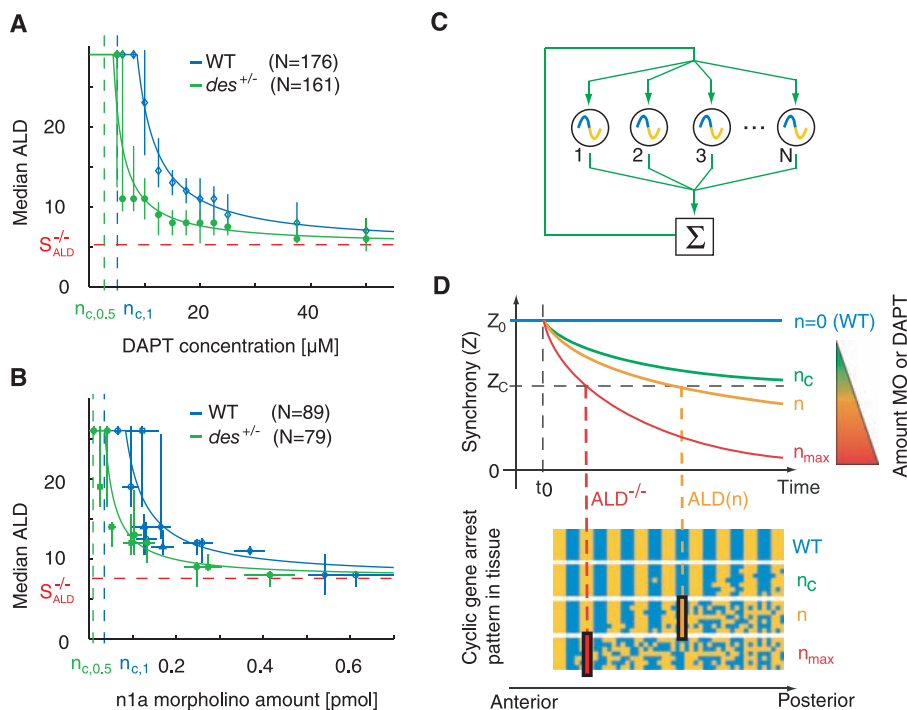 A
WT (N=176)
des+/- (N=161)
Median ALD
20
10
0
S-/-ALD
nc,0.5
nc,1
20
40
DAPT concentration [µM]
B
WT (N=89)
des+/- (N=79)
Median ALD
20
10
0
S-/-ALD
nc,0.5
nc,1
0.2
0.4
0.6
n1a morpholino amount [pmol]
C
1
2
3
...
N
Σ
D
Synchrony (Z)
Z0
Zc
0
n=0 (WT)
nC
n
nmax
Amount MO or DAPT
t0
Time
ALD-/-
ALD(n)
Cyclic gene arrest
pattern in tissue
WT
nC
n
nmax
Anterior
Posterior